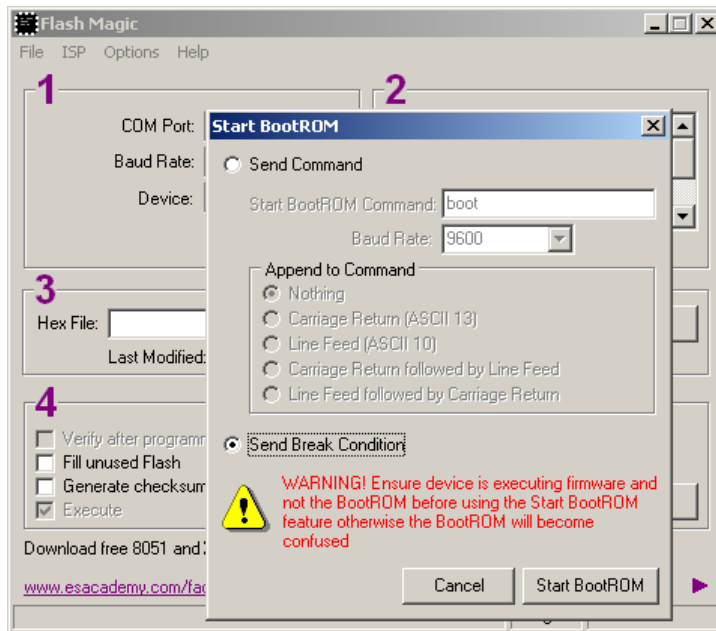 Flash Magic
File ISP Options Help
1
2
COM Port:
Baud Rate:
Device:
3
Hex File:
Last Modified:
4
Verify after programm
Fill unused Flash
Generate checksum
Execute
Download free 8051 and
www.esacademy.com/fac
Start BootROM
Send Command
Start BootROM Command: boot
Baud Rate: 9600
Append to Command
Nothing
Carriage Return (ASCII 13)
Line Feed (ASCII 10)
Carriage Return followed by Line Feed
Line Feed followed by Carriage Return
Send Break Condition
WARNING! Ensure device is executing firmware and
not the BootROM before using the Start BootROM
feature otherwise the BootROM will become
confused
Cancel Start BootROM